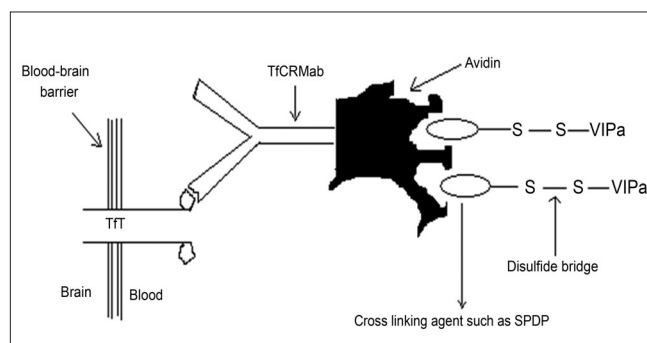 Blood-brain
barrier
TfCRMab
Avidin
S — S —VIPa
S — S —VIPa
TfT
Disulfide bridge
Brain
Blood
Cross linking agent such as SPDP